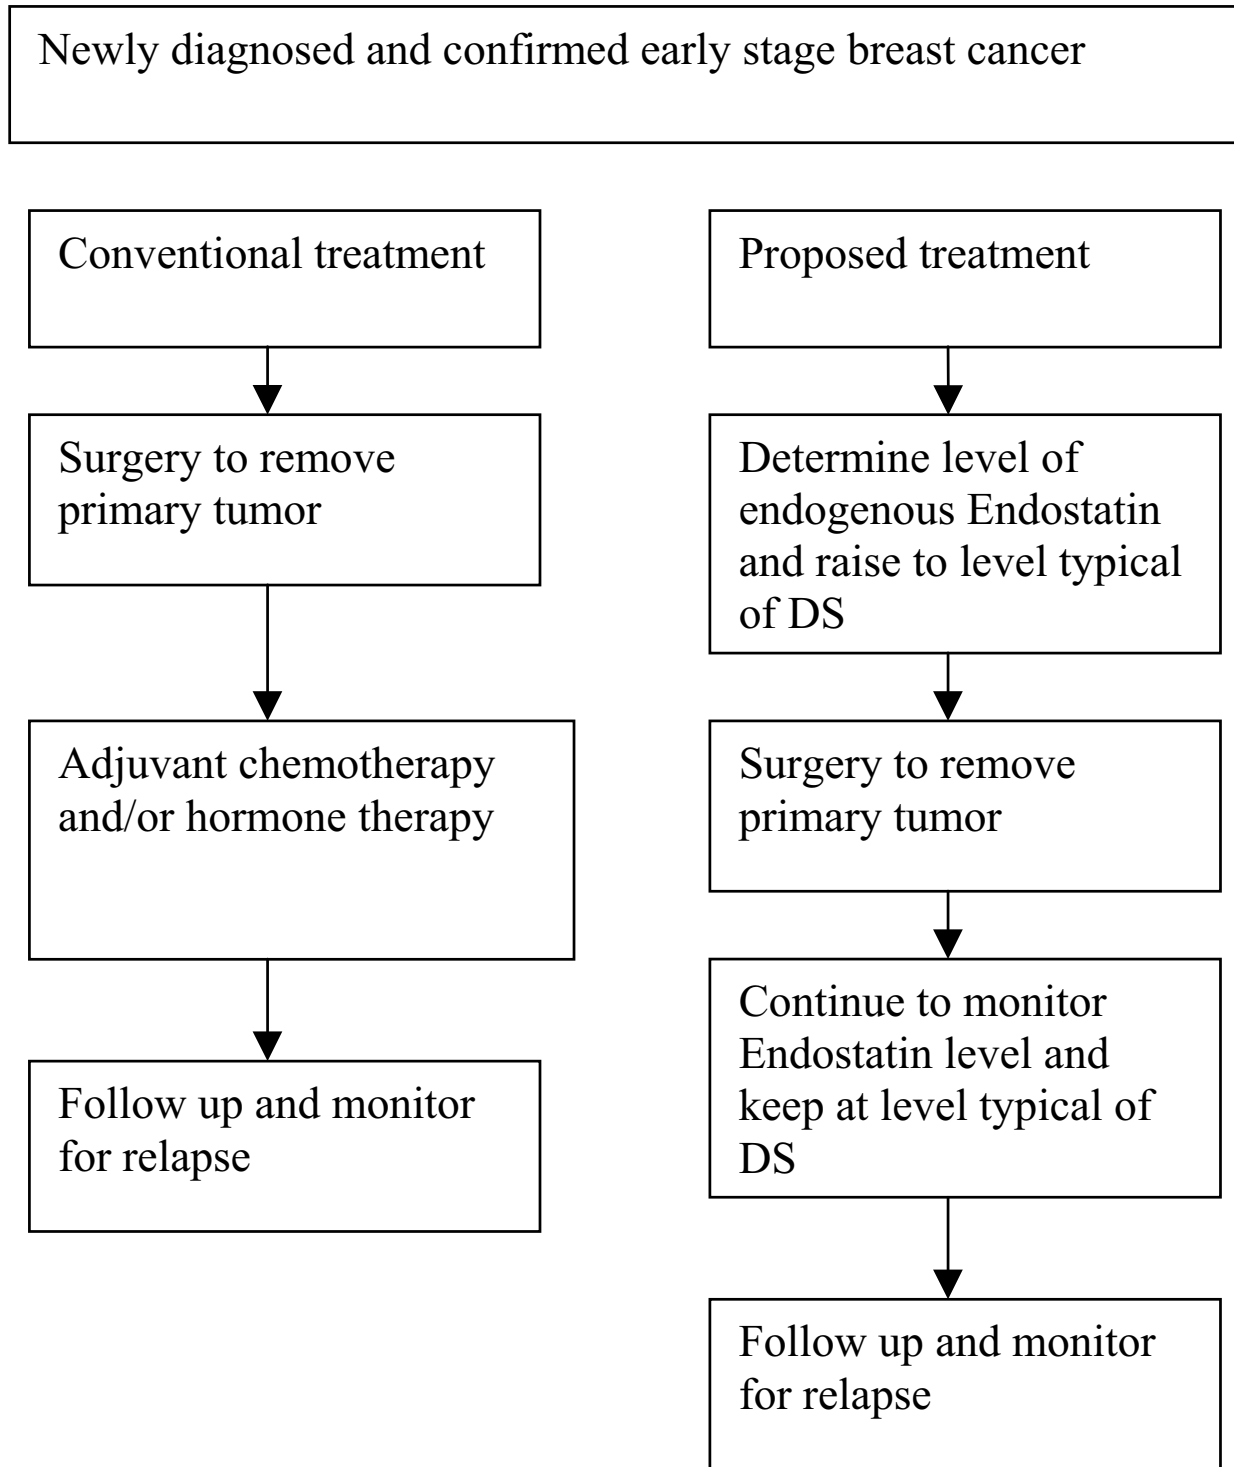 Newly diagnosed and confirmed early stage breast cancer
Conventional treatment
Surgery to remove
primary tumor
Adjuvant chemotherapy
and/or hormone therapy
Follow up and monitor
for relapse
Proposed treatment
Determine level of
endogenous Endostatin
and raise to level typical
of DS
Surgery to remove
primary tumor
Continue to monitor
Endostatin level and
keep at level typical of
DS
Follow up and monitor
for relapse